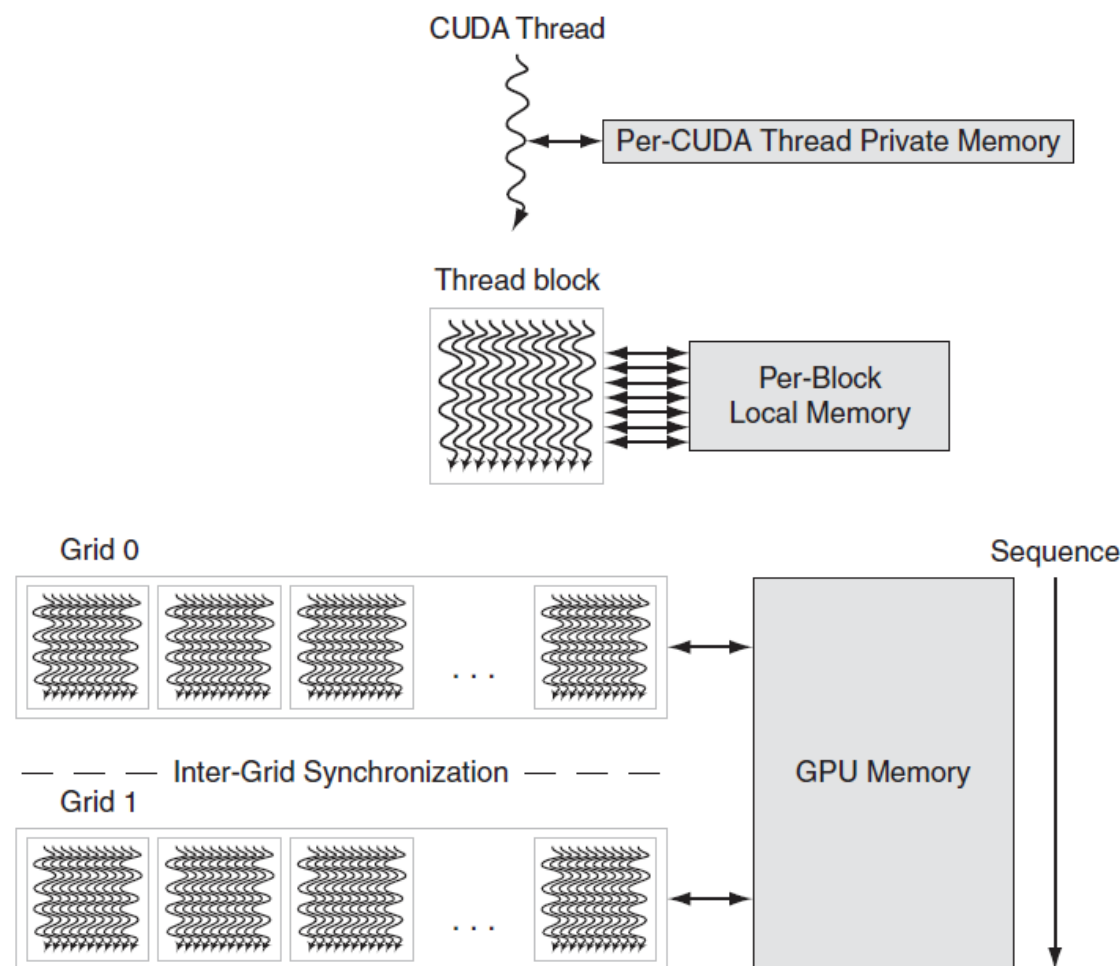 CUDA Thread
Per-CUDA Thread Private Memory
Thread block
Per-Block
Local Memory
Grid 0
Sequence
. . .
Inter-Grid Synchronization
GPU Memory
Grid 1
. . .